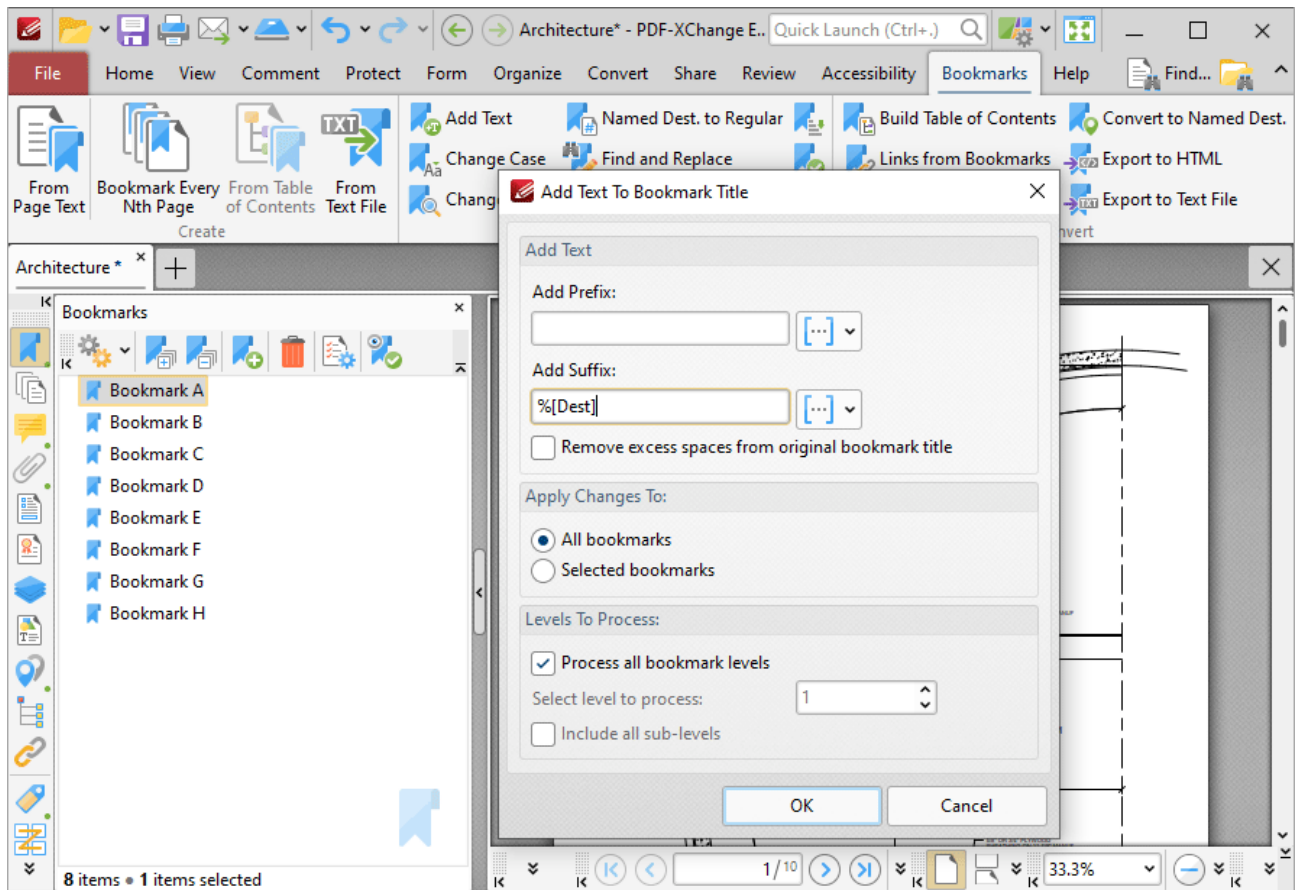 Architecture* - PDF-XChange E..
Quick Launch (Ctrl+.)
File
Home
View
Comment
Protect
Form
Organize
Convert
Share
Review
Accessibility
Bookmarks
Help
Find...
From
Page Text
Bookmark Every
Nth Page
From Table
of Contents
TXT
From
Text File
Create
Add Text
Change Case
Chang
Named Dest. to Regular
Find and Replace
Build Table of Contents
Links from Bookmarks
Convert to Named Dest.
Export to HTML
Export to Text File
nvert
Architecture *
Bookmarks
Bookmark A
Bookmark B
Bookmark C
Bookmark D
Bookmark E
Bookmark F
Bookmark G
Bookmark H
8 items • 1 items selected
Add Text To Bookmark Title
Add Text
Add Prefix:
Add Suffix:
%[Dest]
Remove excess spaces from original bookmark title
Apply Changes To:
All bookmarks
Selected bookmarks
Levels To Process:
Process all bookmark levels
Select level to process:
1
Include all sub-levels
OK
Cancel
1/10
33.3%